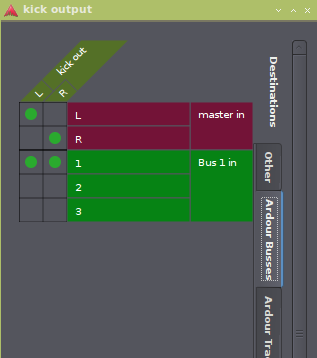 kick output
kick out
L
R
L
master in
R
1
Bus 1 in
2
3
Destinations
Other
Ardour Busses
Ardour Tra